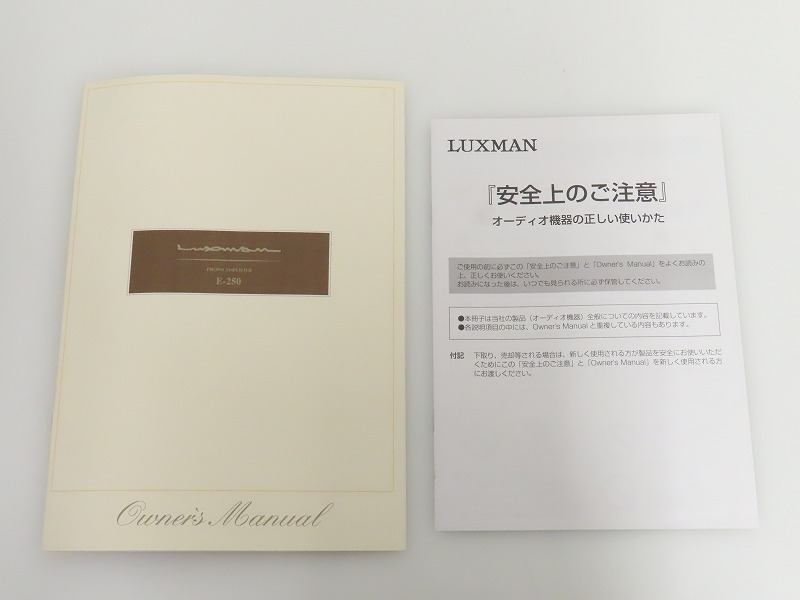 Luxman
PHONO AMPLIFIER
E-250
Owner's Manual
LUXMAN
『安全上のご注意』
オーディオ機器の正しい使いかた
ご使用の前に必ずこの「安全上のご注意」と「Owner's Manual」をよくお読みの
上、正しくお使いください。
お読みになった後は、いつでも見られる所に必ず保管してください。
●本冊子は当社の製品（オーディオ機器）全般についての内容を記載しています。
●各説明項目の中には、Owner's Manualと重複している内容もあります。
付記 下取り、売却等される場合は、新しく使用される方が製品を安全にお使いいただ
くためにこの「安全上のご注意」と「Owner's Manual」を新しく使用される方
にお渡しください。